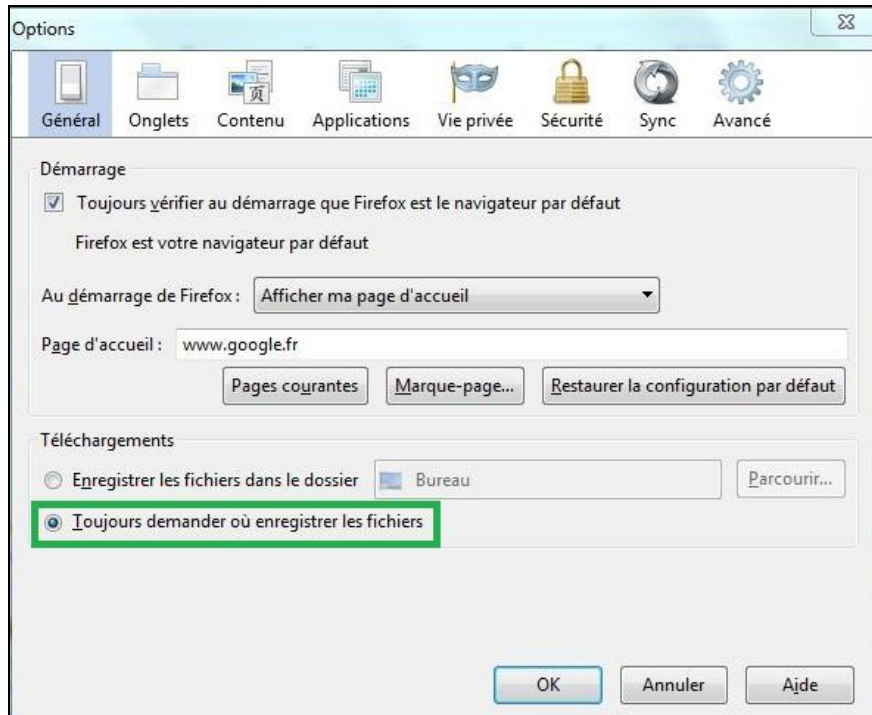 Options
Général Onglets Contenu Applications Vie privée Sécurité Sync Avancé
Démarrage
Toujours vérifier au démarrage que Firefox est le navigateur par défaut
Firefox est votre navigateur par défaut
Au démarrage de Firefox : Afficher ma page d'accueil
Page d'accueil : www.google.fr
Pages courantes Marque-page... Restaurer la configuration par défaut
Téléchargements
Enregistrer les fichiers dans le dossier Bureau Parcourir...
Toujours demander où enregistrer les fichiers
OK Annuler Aide